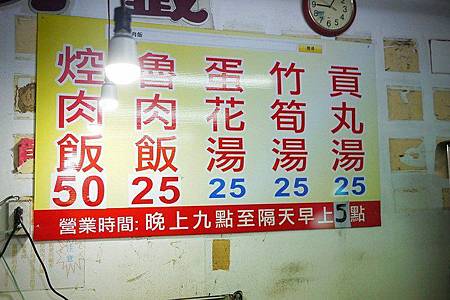 焢肉飯 50
魯肉飯 25
蛋花湯 25
竹筍湯 25
貢丸湯 25
營業時間: 晚上九點至隔天早上5點